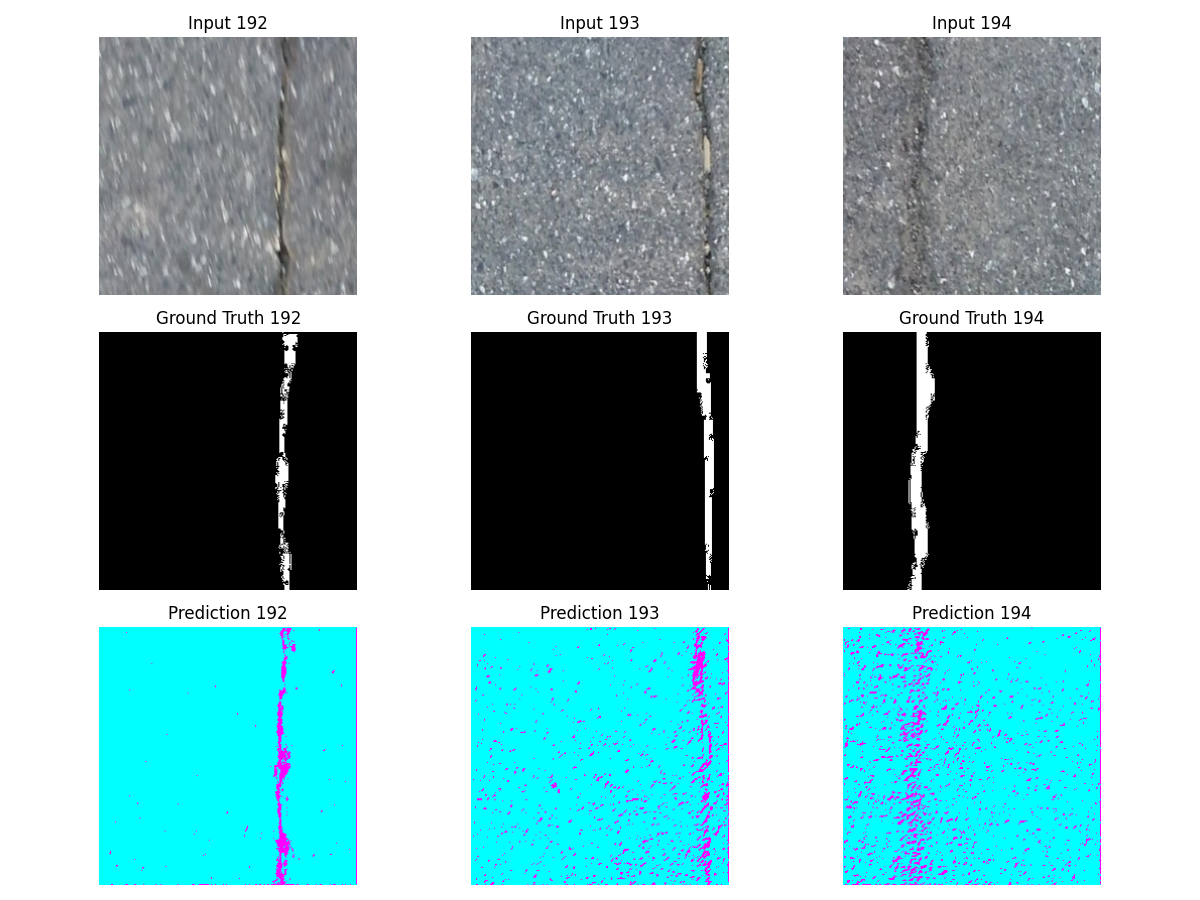 Input 192
Input 193
Input 194
Ground Truth 192
Ground Truth 193
Ground Truth 194
Prediction 192
Prediction 193
Prediction 194